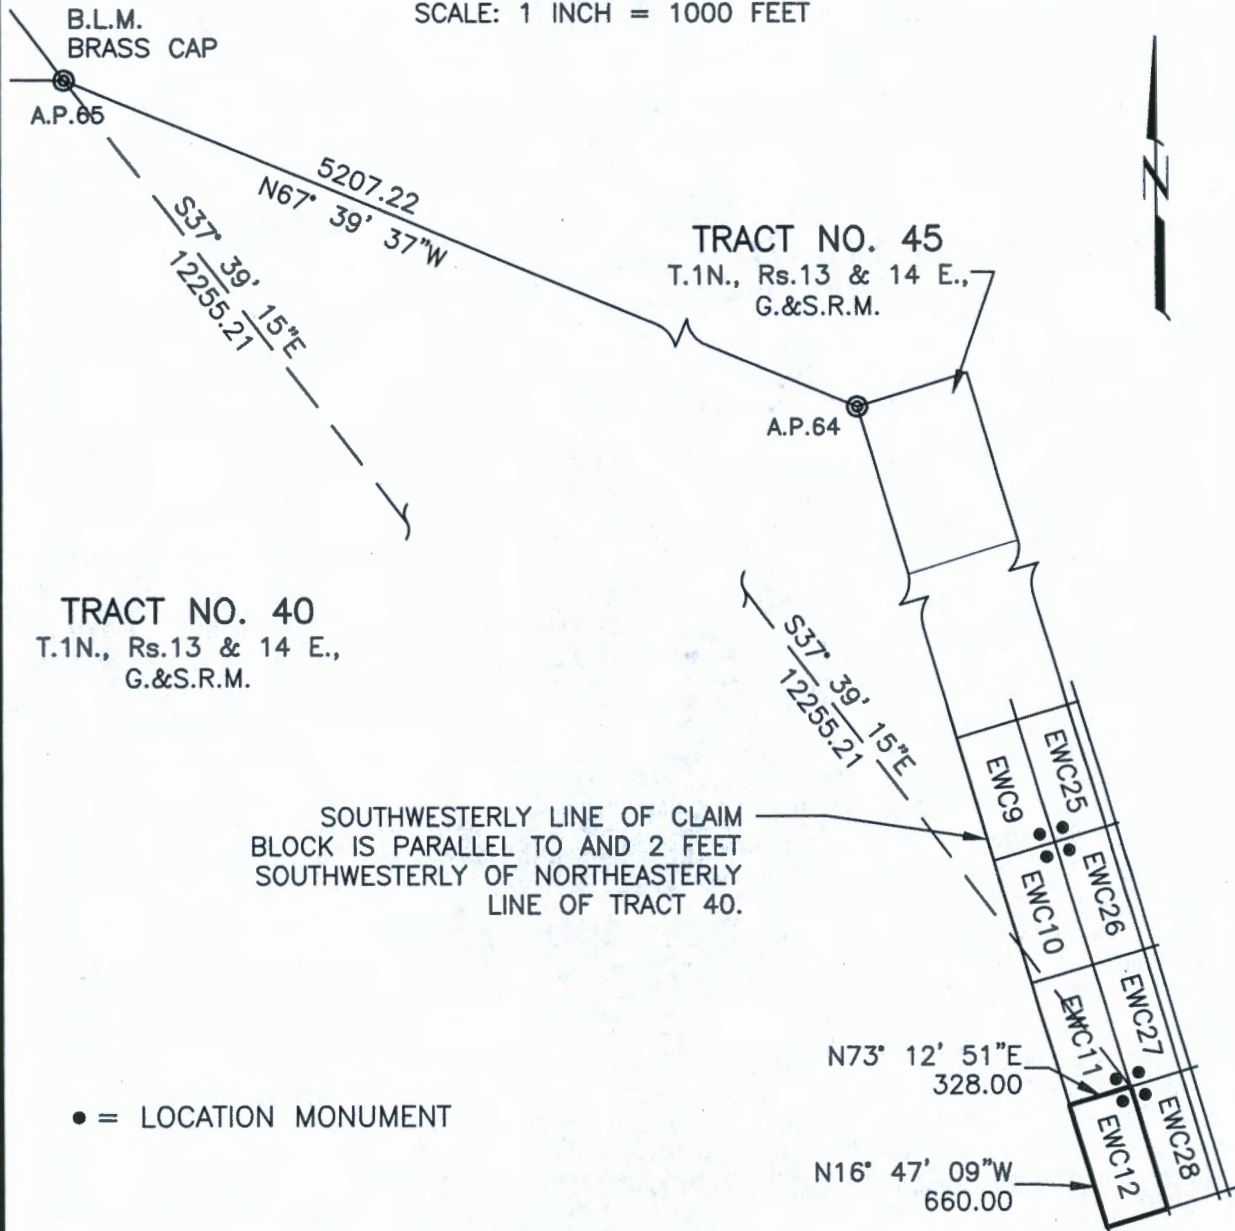 SCALE: 1 INCH = 1000 FEET
B.L.M.
BRASS CAP
A.P.65
5207.22
N67° 39' 37"W
S37° 39' 15"E
12255.21
N
TRACT NO. 45
T.1N., Rs.13 & 14 E.,
G.&S.R.M.
A.P.64
TRACT NO. 40
T.1N., Rs.13 & 14 E.,
G.&S.R.M.
S37° 39' 15"E
12255.21
EWC9
EWC25
SOUTHWESTERLY LINE OF CLAIM
BLOCK IS PARALLEL TO AND 2 FEET
SOUTHWESTERLY OF NORTHEASTERLY
LINE OF TRACT 40.
EWC10
EWC26
EWC11
EWC27
N73° 12' 51"E
328.00
● = LOCATION MONUMENT
EWC12
EWC28
N16° 47' 09"W
660.00